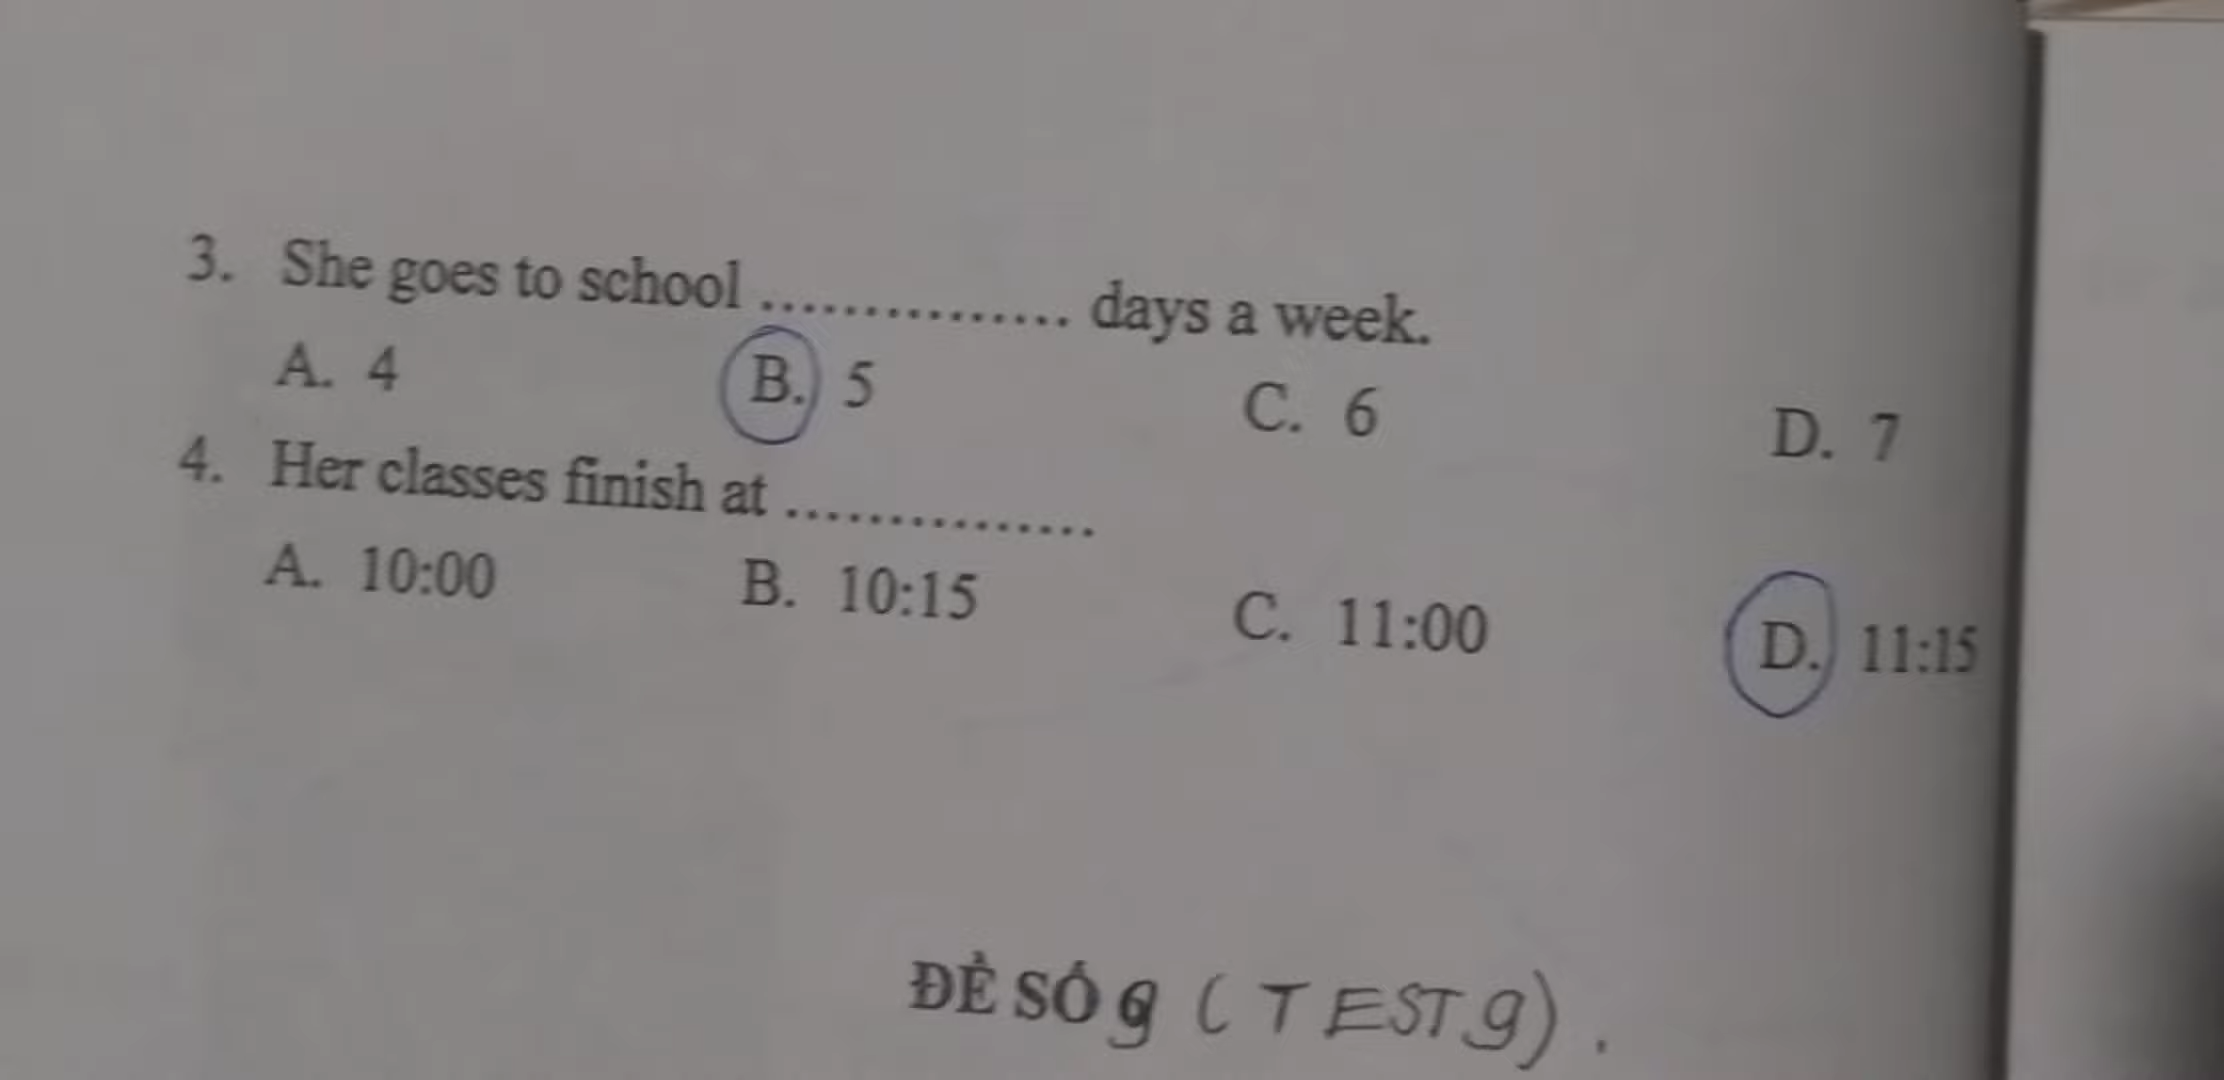 3. She goes to school ............... days a week.
A. 4 B. 5 C. 6 D. 7
4. Her classes finish at ...............
A. 10:00 B. 10:15 C. 11:00 D. 11:15
ĐỀ SỐ 9 (TEST 9).